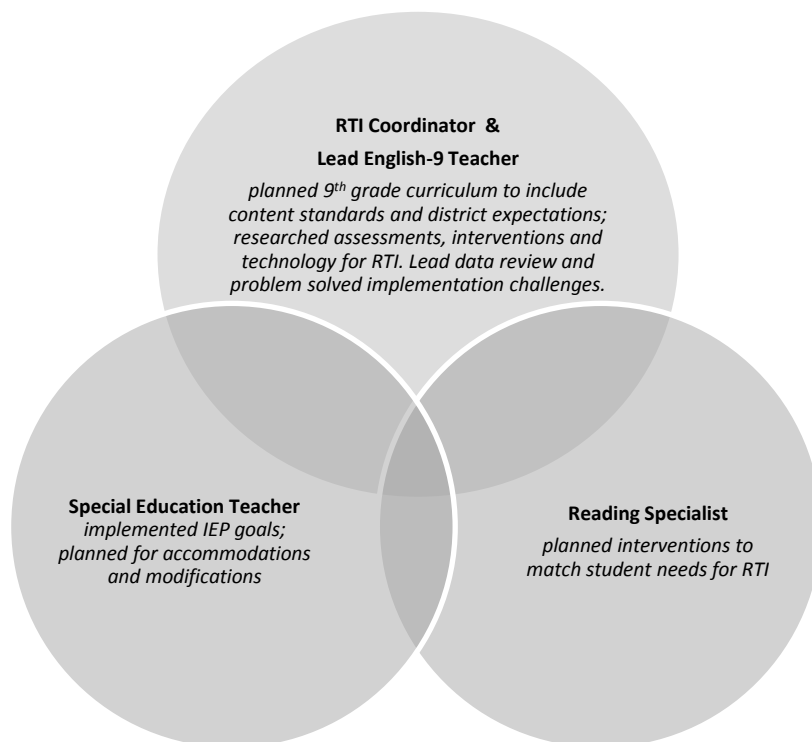 RTI Coordinator &
Lead English-9 Teacher
planned 9th grade curriculum to include
content standards and district expectations;
researched assessments, interventions and
technology for RTI. Lead data review and
problem solved implementation challenges.
Special Education Teacher
implemented IEP goals;
planned for accommodations
and modifications
Reading Specialist
planned interventions to
match student needs for RTI